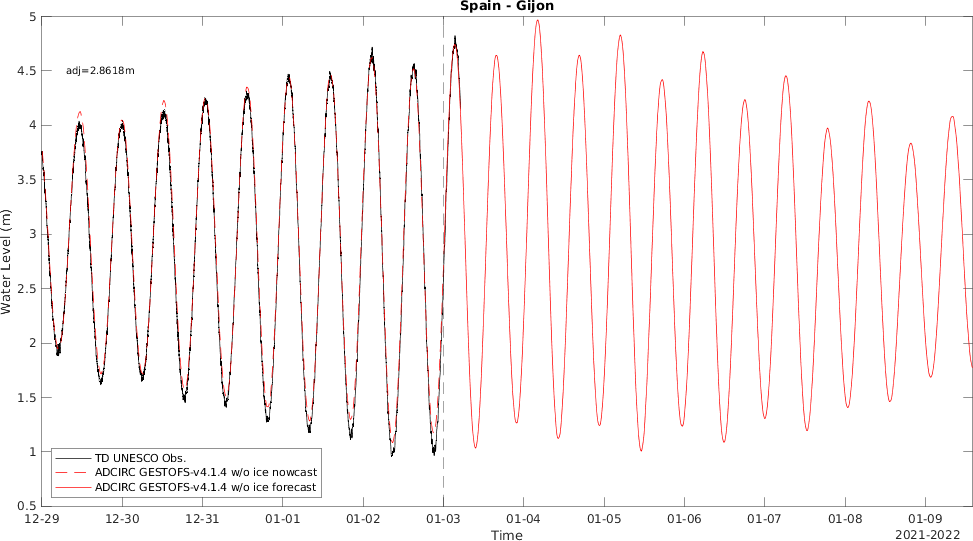 Spain - Gijon
5
4.5
4
3.5
3
2.5
2
1.5
1
0.5
Water Level (m)
adj=2.8618m
TD UNESCO Obs.
ADCIRC GESTOFS-v4.1.4 w/o ice nowcast
ADCIRC GESTOFS-v4.1.4 w/o ice forecast
12-29 12-30 12-31 01-01 01-02 01-03 01-04 01-05 01-06 01-07 01-08 01-09
Time
2021-2022